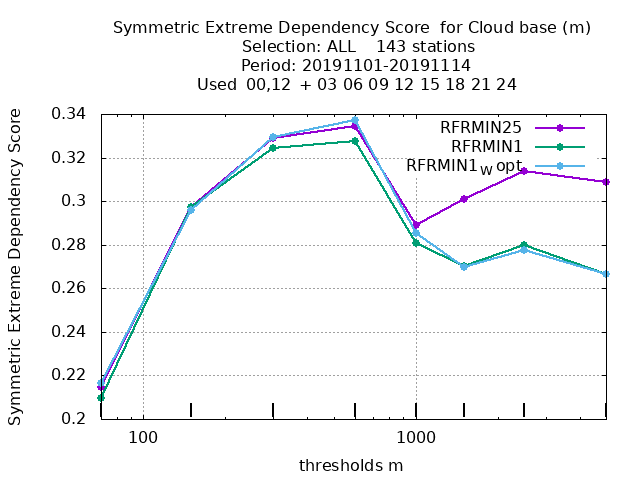 Symmetric Extreme Dependency Score for Cloud base (m)
Selection: ALL 143 stations
Period: 20191101-20191114
Used 00,12 + 03 06 09 12 15 18 21 24
Symmetric Extreme Dependency Score
0.34
0.32
0.3
0.28
0.26
0.24
0.22
0.2
RFRMIN25
RFRMIN1
RFRMIN1W opt
100
1000
thresholds m